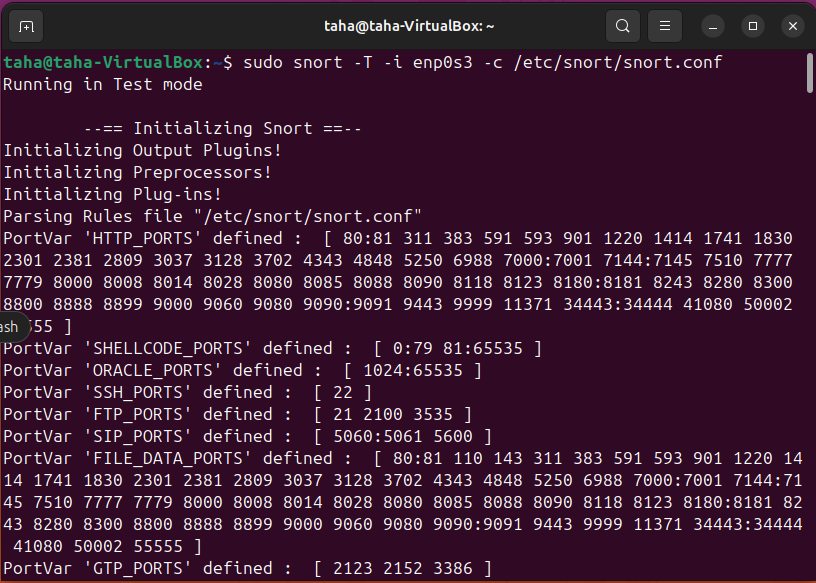 taha@taha-VirtualBox: ~
taha@taha-VirtualBox:~$ sudo snort -T -i enp0s3 -c /etc/snort/snort.conf
Running in Test mode
--== Initializing Snort ==--
Initializing Output Plugins!
Initializing Preprocessors!
Initializing Plug-ins!
Parsing Rules file "/etc/snort/snort.conf"
PortVar 'HTTP_PORTS' defined :  [ 80:81 311 383 591 593 901 1220 1414 1741 1830
2301 2381 2809 3037 3128 3702 4343 4848 5250 6988 7000:7001 7144:7145 7510 7777
7779 8000 8008 8014 8028 8080 8085 8088 8090 8118 8123 8180:8181 8243 8280 8300
8800 8888 8899 9000 9060 9080 9090:9091 9443 9999 11371 34443:34444 41080 50002
ash 555 ]
PortVar 'SHELLCODE_PORTS' defined :  [ 0:79 81:65535 ]
PortVar 'ORACLE_PORTS' defined :  [ 1024:65535 ]
PortVar 'SSH_PORTS' defined :  [ 22 ]
PortVar 'FTP_PORTS' defined :  [ 21 2100 3535 ]
PortVar 'SIP_PORTS' defined :  [ 5060:5061 5600 ]
PortVar 'FILE_DATA_PORTS' defined :  [ 80:81 110 143 311 383 591 593 901 1220 14
14 1741 1830 2301 2381 2809 3037 3128 3702 4343 4848 5250 6988 7000:7001 7144:71
45 7510 7777 7779 8000 8008 8014 8028 8080 8085 8088 8090 8118 8123 8180:8181 82
43 8280 8300 8800 8888 8899 9000 9060 9080 9090:9091 9443 9999 11371 34443:34444
41080 50002 55555 ]
PortVar 'GTP_PORTS' defined :  [ 2123 2152 3386 ]